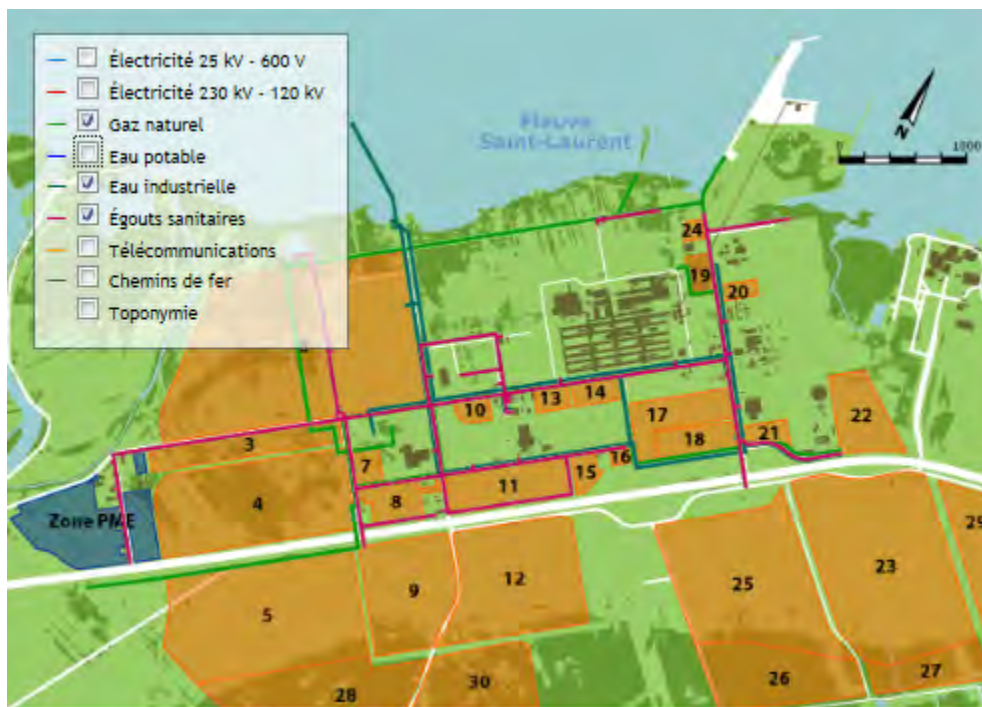 Électricité 25 kV - 600 V
Électricité 230 kV - 120 kV
Gaz naturel
Eau potable
Eau industrielle
Égouts sanitaires
Télécommunications
Chemins de fer
Toponymie
Fleuve
Saint-Laurent
N
0 1000
24
19
20
3
10
13
14
17
18
21
22
7
4
8
11
15
16
Zone PME
5
9
12
25
23
29
28
30
26
27